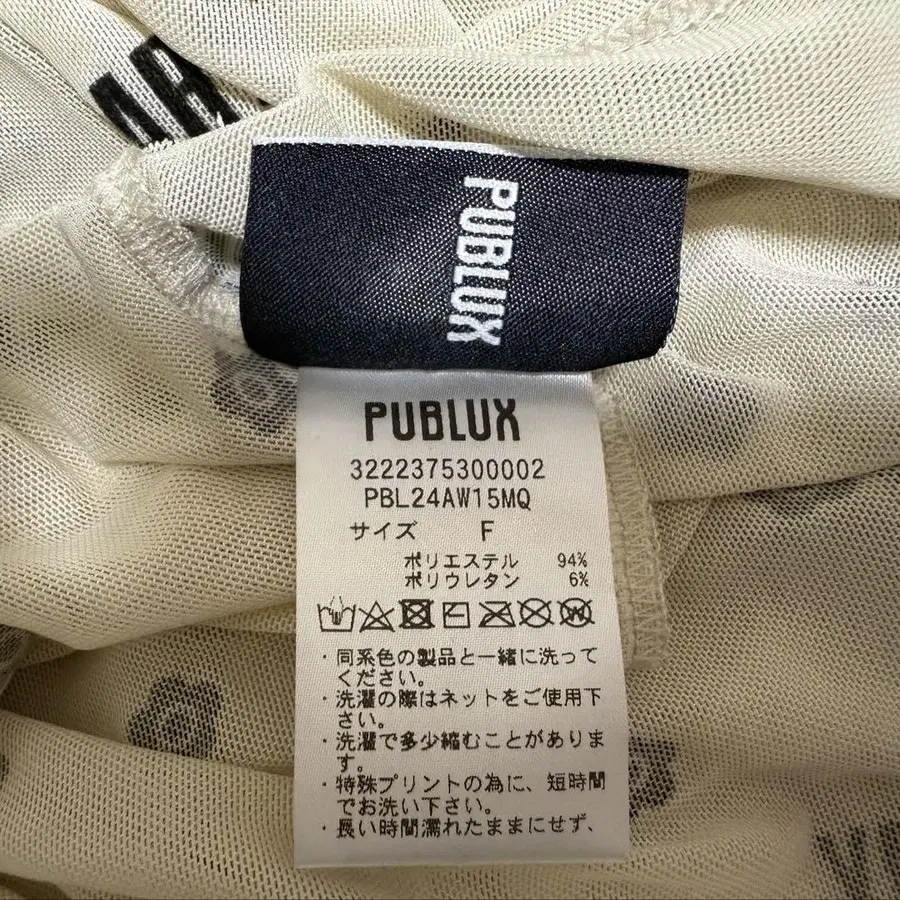 PUBLUX
PUBLUX
3222375300002
PBL24AW15MQ
サイズ F
ポリエステル 94%
ポリウレタン 6%
・同系色の製品と一緒に洗って
ください。
・洗濯の際はネットをご使用下
さい。
・洗濯で多少縮むことがありま
す。
・特殊プリントの為に、短時間
でお洗い下さい。
・長い時間濡れたままにせず、